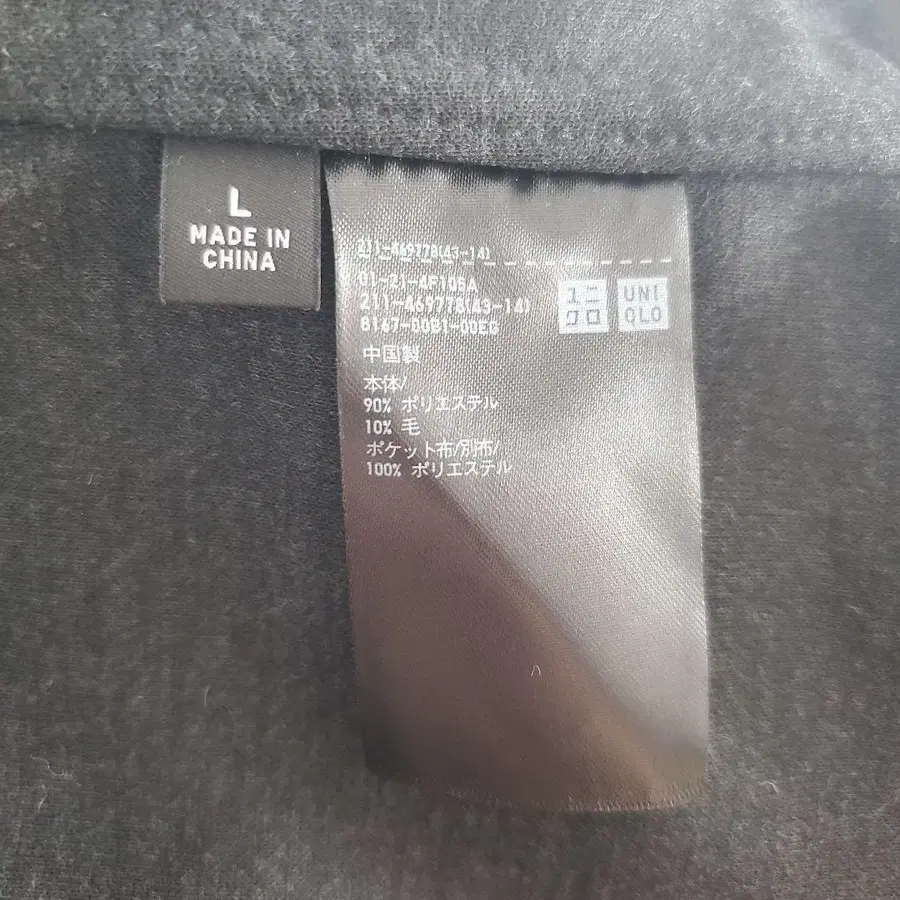 L
MADE IN
CHINA
211-469778(43-14)
01-21-4F105A
211-469778(43-14)
8167-00B1-00EG
ユニ
クロ
UNI
QLO
中国製
本体/
90% ポリエステル
10% 毛
ポケット布/別布/
100% ポリエステル